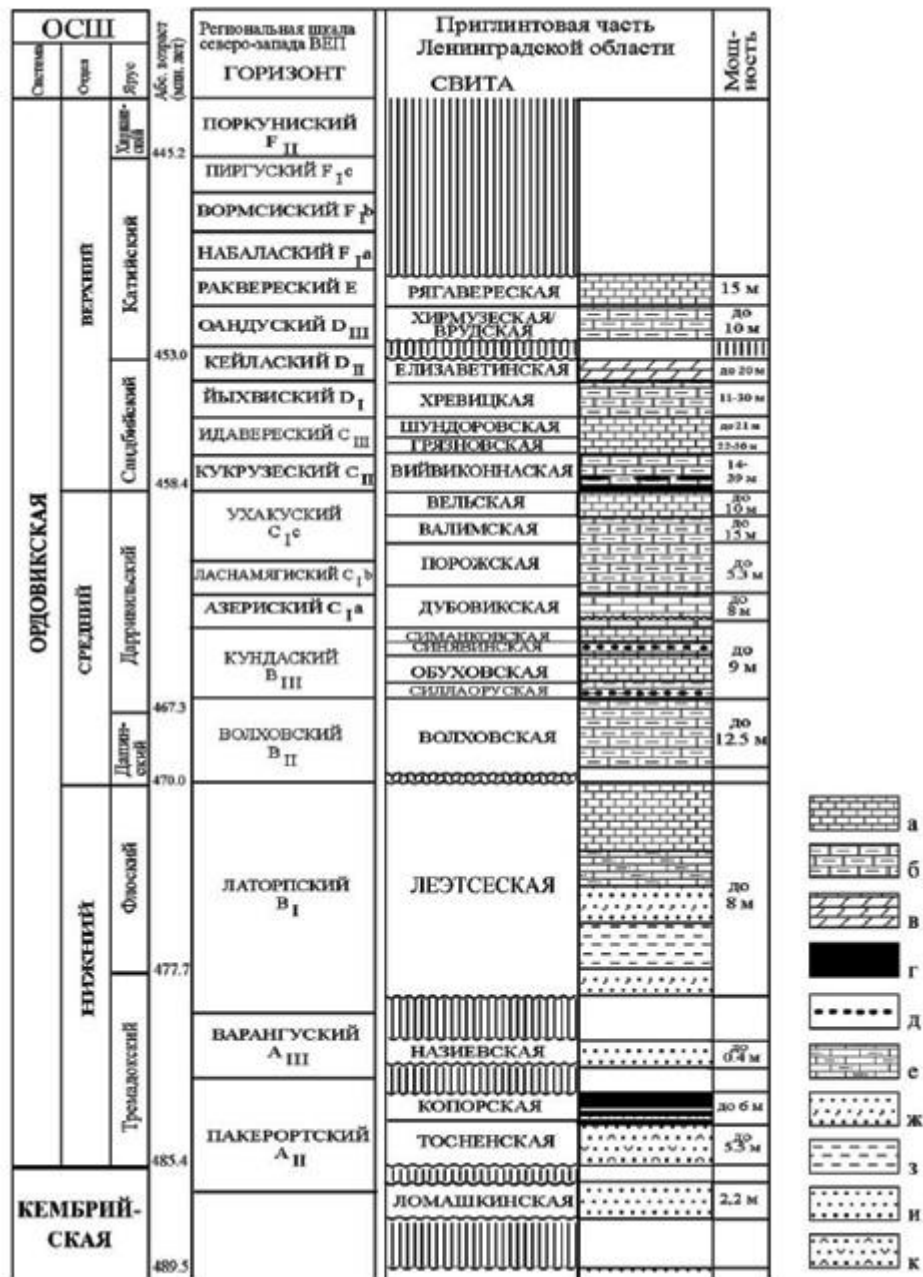 ОСШ
Система
Отдел
Ярус
Абс. возраст
(млн. лет)
Региональная шкала
северо-запада ВЕП
ГОРИЗОНТ
Приглинтовая часть
Ленинградской области
СВИТА
Мощ-
ность
ОРДОВИКСКАЯ
ВЕРХНИЙ
СРЕДНИЙ
НИЖНИЙ
КЕМБРИЙ-
СКАЯ
Катийский
Сандбийский
Дарривильский
Дапин-
ский
Флоский
Тремадокский
445.2
453.0
458.4
467.3
470.0
477.7
485.4
489.5
ПОРКУНИСКИЙ
F II
ПИРГУСКИЙ F I c
ВОРМСИСКИЙ F I b
НАБАЛАСКИЙ F I a
РАКВЕРЕСКИЙ E
ОАНДУСКИЙ D III
КЕЙЛАСКИЙ D II
ЙЫХВИСКИЙ D I
ИДАВЕРЕСКИЙ C III
КУКРУЗЕСКИЙ C II
УХАКУСКИЙ
C I c
ЛАСНАМЯГИСКИЙ C I b
АЗЕРИСКИЙ C I a
КУНДАСКИЙ
B III
ВОЛХОВСКИЙ
B II
ЛАТОРПСКИЙ
B I
ВАРАНГУСКИЙ
A III
ПАКЕРОРТСКИЙ
A II
РЯГАВЕРЕСКАЯ
ХИРМУЗЕСКАЯ/
ВРУДСКАЯ
ЕЛИЗАВЕТИНСКАЯ
ХРЕВИЦКАЯ
ШУНДОРОВСКАЯ
ГРЯЗНОВСКАЯ
ВИЙВИКОННАСКАЯ
ВЕЛЬСКАЯ
ВАЛИМСКАЯ
ПОРОЖСКАЯ
ДУБОВИКСКАЯ
СИМАНКОВСКАЯ
СИНЯВИНСКАЯ
ОБУХОВСКАЯ
СИЛЛАОРУСКАЯ
ВОЛХОВСКАЯ
ЛЕЭТСЕСКАЯ
НАЗИЕВСКАЯ
КОПОРСКАЯ
ТОСНЕНСКАЯ
ЛОМАШКИНСКАЯ
15 м
до
10 м
до 20 м
11-30 м
до 21 м
14-
20 м
до
10 м
до
15 м
до
5.3 м
до
8 м
до
9 м
до
12.5 м
до
8 м
до
0.4 м
до 6 м
до
5.3 м
2,2 м
а
б
в
г
д
е
ж
з
и
к